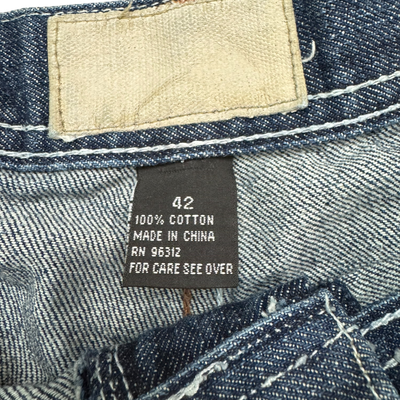 42
100% COTTON
MADE IN CHINA
RN 96312
FOR CARE SEE OVER